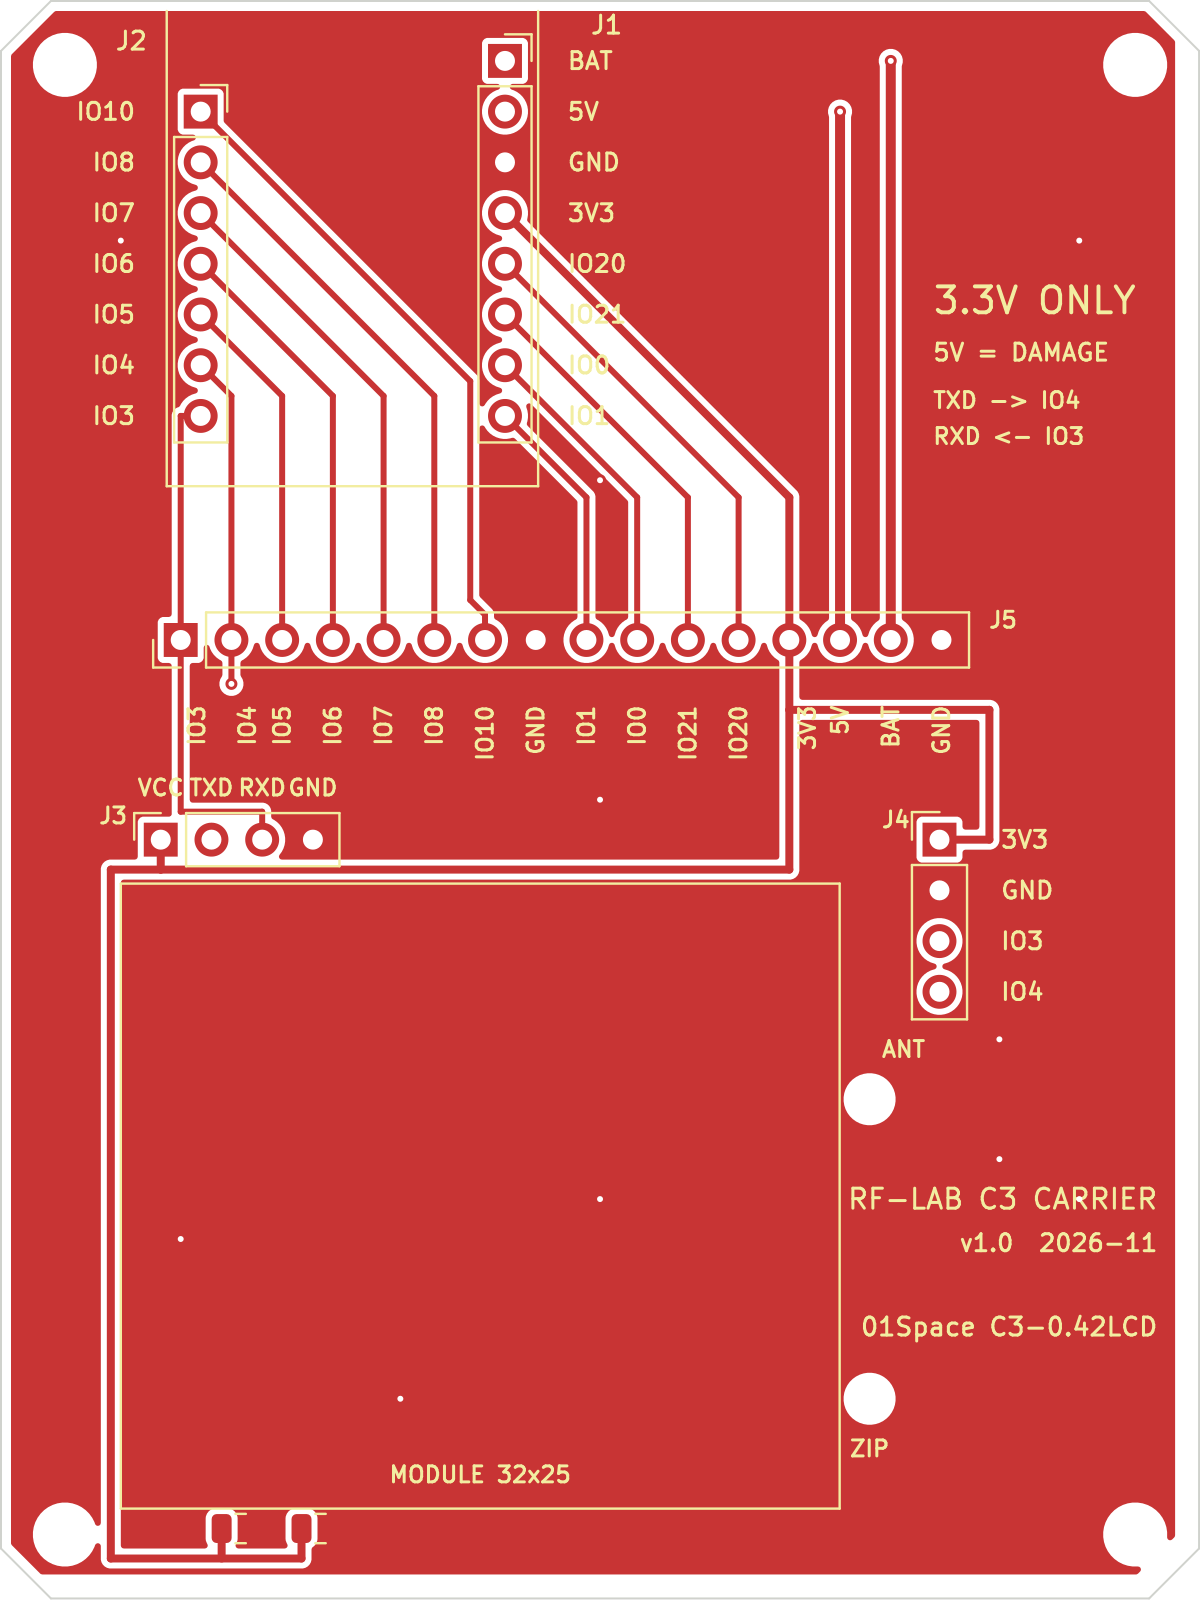 J2
J1
BAT
IO10
5V
IO8
GND
IO7
3V3
IO6
IO20
IO5
IO21
IO4
IO0
IO3
IO1
3.3V ONLY
5V = DAMAGE
TXD -> IO4
RXD <- IO3
J5
IO3
IO4
IO5
IO6
IO7
IO8
IO10
GND
IO1
IO0
IO21
IO20
3V3
5V
BAT
GND
VCC TXD RXD GND
J3
J4
3V3
GND
IO3
IO4
ANT
RF-LAB C3 CARRIER
v1.0 2026-11
01Space C3-0.42LCD
ZIP
MODULE 32x25